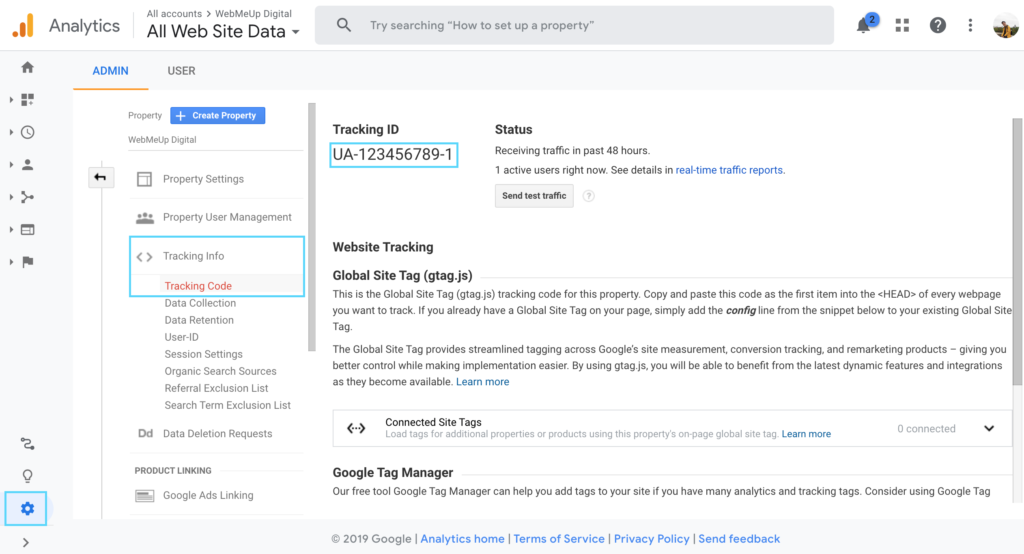 Analytics
All accounts > WebMeUp Digital
All Web Site Data
Try searching "How to set up a property"
2
ADMIN
USER
Property
Create Property
WebMeUp Digital
Property Settings
Property User Management
Tracking Info
Tracking Code
Data Collection
Data Retention
User-ID
Session Settings
Organic Search Sources
Referral Exclusion List
Search Term Exclusion List
Dd Data Deletion Requests
PRODUCT LINKING
Google Ads Linking
Tracking ID
UA-123456789-1
Status
Receiving traffic in past 48 hours.
1 active users right now. See details in real-time traffic reports.
Send test traffic
?
Website Tracking
Global Site Tag (gtag.js)
This is the Global Site Tag (gtag.js) tracking code for this property. Copy and paste this code as the first item into the <HEAD> of every webpage
you want to track. If you already have a Global Site Tag on your page, simply add the config line from the snippet below to your existing Global Site
Tag.
The Global Site Tag provides streamlined tagging across Google's site measurement, conversion tracking, and remarketing products – giving you
better control while making implementation easier. By using gtag.js, you will be able to benefit from the latest dynamic features and integrations
as they become available. Learn more
Connected Site Tags
Load tags for additional properties or products using this property's on-page global site tag. Learn more
0 connected
Google Tag Manager
Our free tool Google Tag Manager can help you add tags to your site if you have many analytics and tracking tags. Consider using Google Tag
© 2019 Google | Analytics home | Terms of Service | Privacy Policy | Send feedback